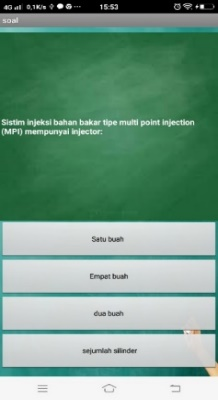 4G 0,1K/s 15:53
soal
Sistim injeksi bahan bakar tipe multi point injection
(MPI) mempunyai injector:
Satu buah
Empat buah
dua buah
sejumlah silinder